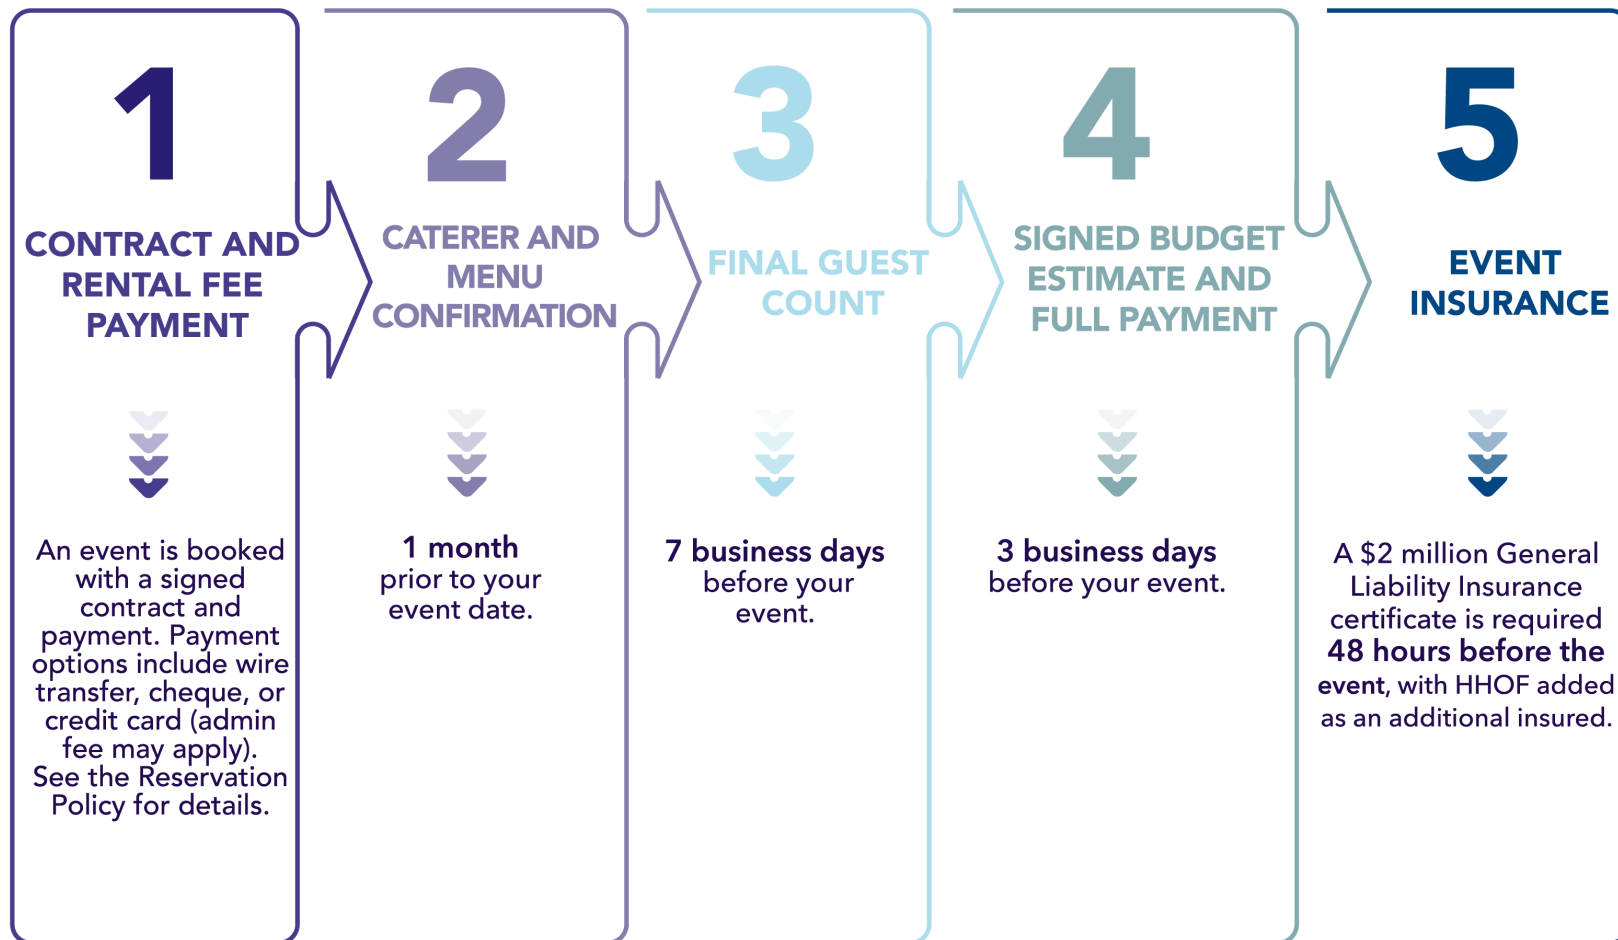 1
CONTRACT AND
RENTAL FEE
PAYMENT
An event is booked
with a signed
contract and
payment. Payment
options include wire
transfer, cheque, or
credit card (admin
fee may apply).
See the Reservation
Policy for details.
2
CATERER AND
MENU
CONFIRMATION
1 month
prior to your
event date.
3
FINAL GUEST
COUNT
7 business days
before your
event.
4
SIGNED BUDGET
ESTIMATE AND
FULL PAYMENT
3 business days
before your event.
5
EVENT
INSURANCE
A $2 million General
Liability Insurance
certificate is required
48 hours before the
event, with HHOF added
as an additional insured.